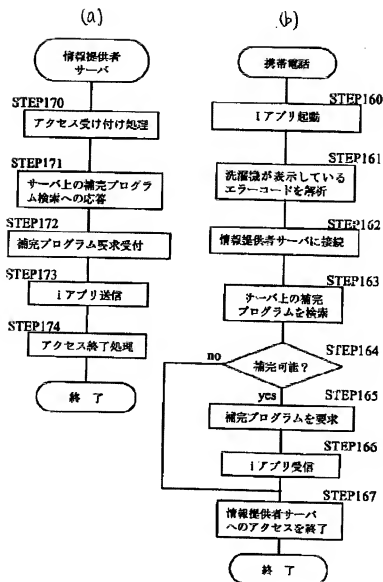 (a)
情報提供者
サーバ
STEP170
アクセス受け付け処理
STEP171
サーバ上の補完プログラ
ム検索への応答
STEP172
補完プログラム要求受付
STEP173
iアプリ送信
STEP174
アクセス終了処理
終 了
(b)
携帯電話
STEP160
Iアプリ起動
STEP161
洗濯機が表示している
エラーコードを解析
STEP162
情報提供者サーバに接続
STEP163
サーバ上の補完
プログラムを検索
STEP164
補完可能?
no
yes
STEP165
補完プログラムを要求
STEP166
iアプリ受信
STEP167
情報提供者サーバ
へのアクセスを終了
終 了